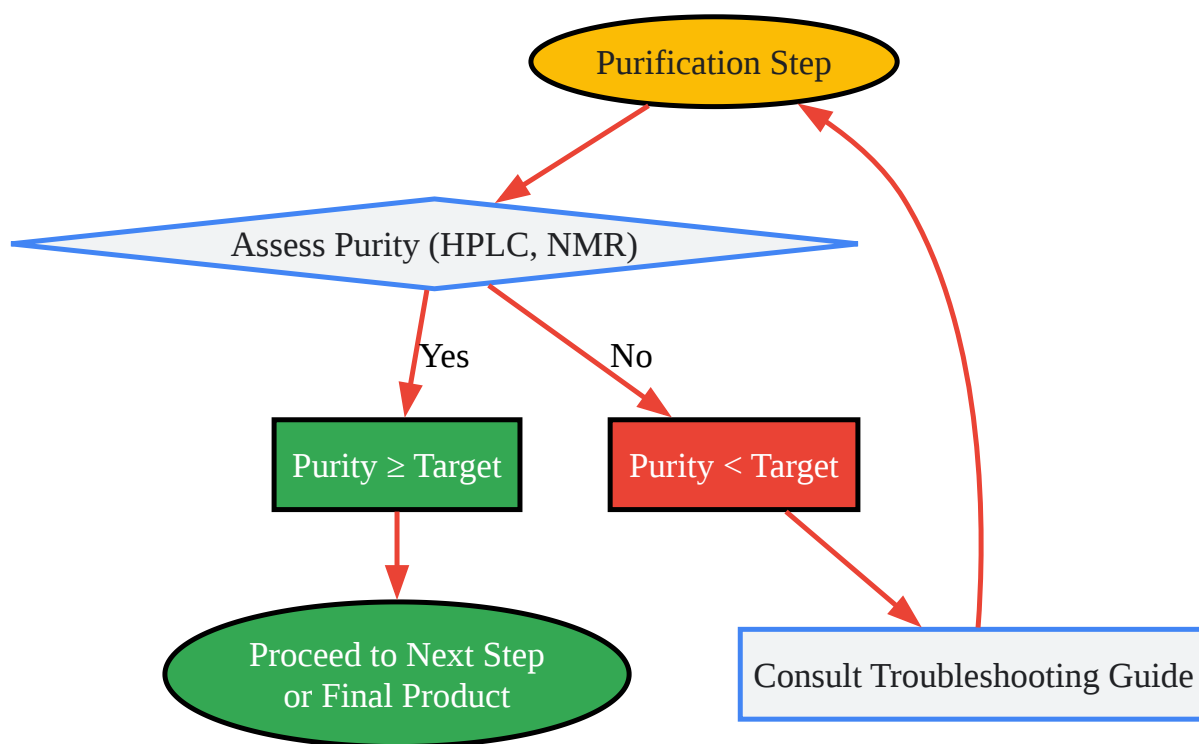 Purification Step
Assess Purity (HPLC, NMR)
Yes
No
Purity ≥ Target
Purity < Target
Proceed to Next Step
or Final Product
Consult Troubleshooting Guide